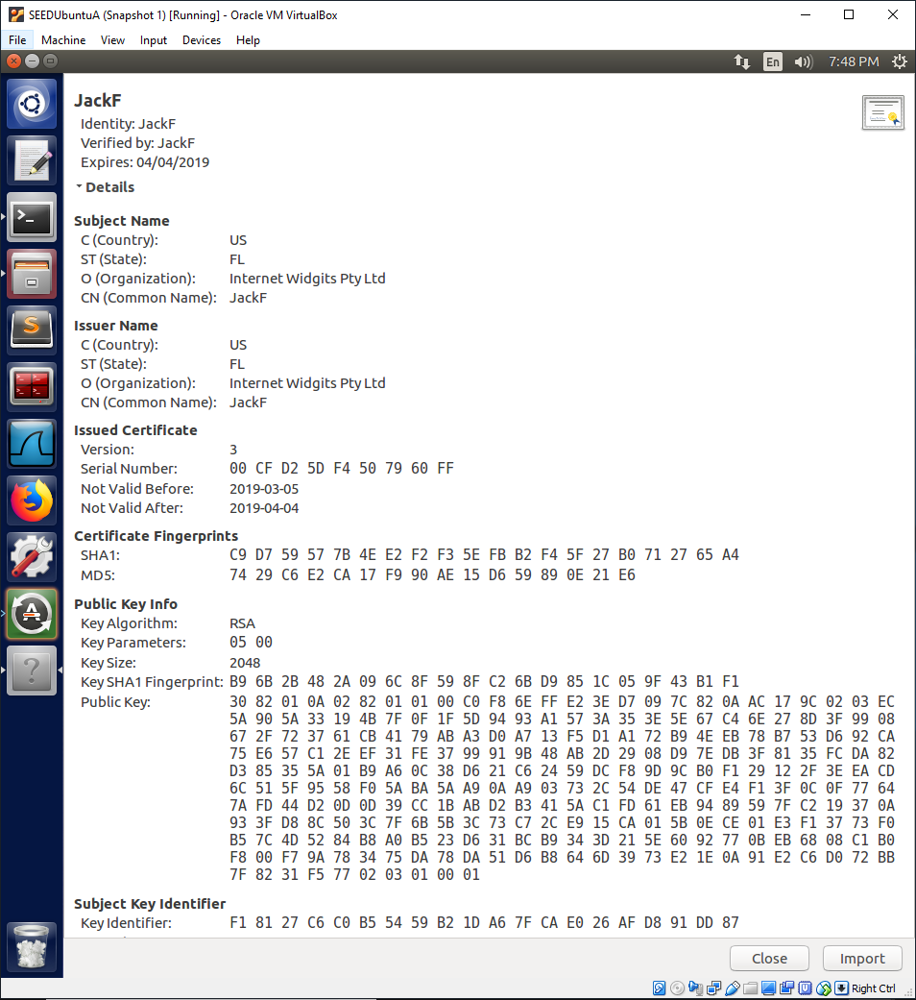 SEEDUbuntuA (Snapshot 1) [Running] - Oracle VM VirtualBox
File Machine View Input Devices Help
En 7:48 PM
JackF
Identity: JackF
Verified by: JackF
Expires: 04/04/2019
Details
Subject Name
C (Country): US
ST (State): FL
O (Organization): Internet Widgits Pty Ltd
CN (Common Name): JackF
Issuer Name
C (Country): US
ST (State): FL
O (Organization): Internet Widgits Pty Ltd
CN (Common Name): JackF
Issued Certificate
Version: 3
Serial Number: 00 CF D2 5D F4 50 79 60 FF
Not Valid Before: 2019-03-05
Not Valid After: 2019-04-04
Certificate Fingerprints
SHA1: C9 D7 59 57 7B 4E E2 F2 F3 5E FB B2 F4 5F 27 B0 71 27 65 A4
MD5: 74 29 C6 E2 CA 17 F9 90 AE 15 D6 59 89 0E 21 E6
Public Key Info
Key Algorithm: RSA
Key Parameters: 05 00
Key Size: 2048
Key SHA1 Fingerprint: B9 6B 2B 48 2A 09 6C 8F 59 8F C2 6B D9 85 1C 05 9F 43 B1 F1
Public Key: 30 82 01 0A 02 82 01 01 00 C0 F8 6E FF E2 3E D7 09 7C 82 0A AC 17 9C 02 03 EC
5A 90 5A 33 19 4B 7F 0F 1F 5D 94 93 A1 57 3A 35 3E 5E 67 C4 6E 27 8D 3F 99 08
67 2F 72 37 61 CB 41 79 AB A3 D0 A7 13 F5 D1 A1 72 B9 4E EB 78 B7 53 D6 92 CA
75 E6 57 C1 2E EF 31 FE 37 99 91 9B 48 AB 2D 29 08 D9 7E DB 3F 81 35 FC DA 82
D3 85 35 5A 01 B9 A6 0C 38 D6 21 C6 24 59 DC F8 9D 9C B0 F1 29 12 2F 3E EA CD
6C 51 5F 95 58 F0 5A BA 5A A9 0A A9 03 73 2C 54 DE 47 CF E4 F1 3F 0C 0F 77 64
7A FD 44 D2 0D 0D 39 CC 1B AB D2 B3 41 5A C1 FD 61 EB 94 89 59 7F C2 19 37 0A
93 3F D8 8C 50 3C 7F 6B 5B 3C 73 C7 2C E9 15 CA 01 5B 0E CE 01 E3 F1 37 73 F0
B5 7C 4D 52 84 B8 A0 B5 23 D6 31 BC B9 34 3D 21 5E 60 92 77 0B EB 68 08 C1 B0
F8 00 F7 9A 78 34 75 DA 78 DA 51 D6 B8 64 6D 39 73 E2 1E 0A 91 E2 C6 D0 72 BB
7F 82 31 F5 77 02 03 01 00 01
Subject Key Identifier
Key Identifier: F1 81 27 C6 C0 B5 54 59 B2 1D A6 7F CA E0 26 AF D8 91 DD 87
Close Import
Right Ctrl